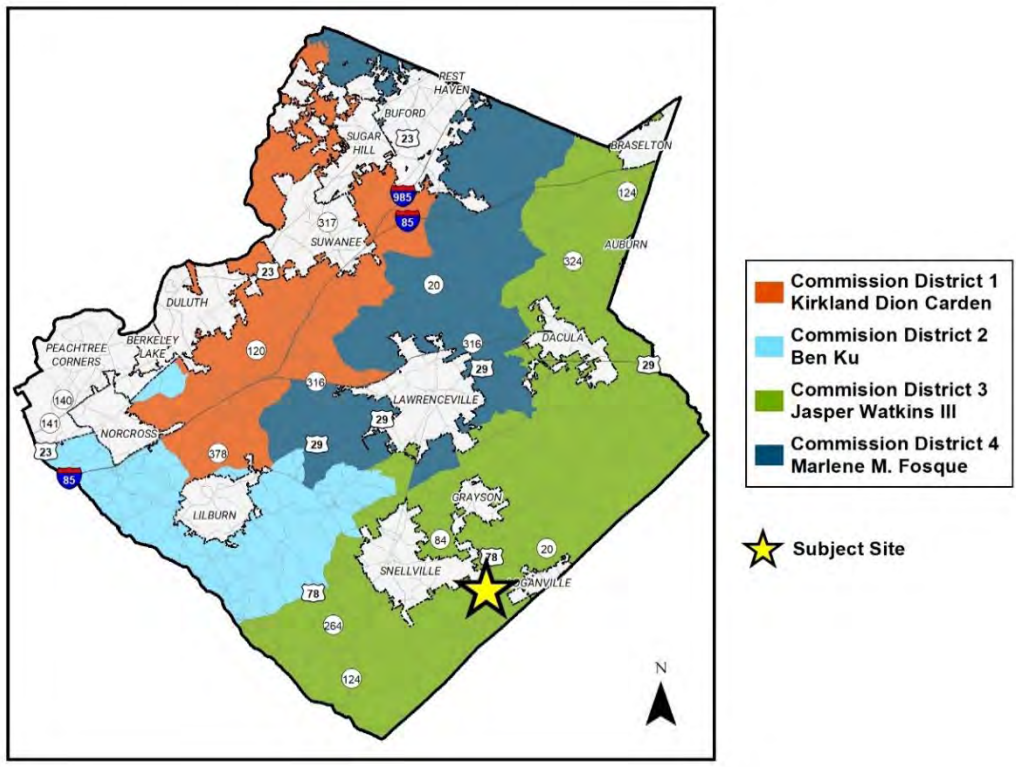 REST
HAVEN
BUFORD
23
SUGAR
HILL
BRASELTON
985
124
85
317
SUWANEE
AUBURN
324
23
20
DULUTH
BERKELEY
LAKE
PEACHTREE
CORNERS
DACULA
316
120
29
29
316
140
LAWRENCEVILLE
141
29
NORCROSS
29
23
378
85
GRAYSON
LILBURN
84
20
78
SNELLVILLE
GANVILLE
78
264
124
N
Commission District 1
Kirkland Dion Carden
Commision District 2
Ben Ku
Commision District 3
Jasper Watkins III
Commission District 4
Marlene M. Fosque
Subject Site